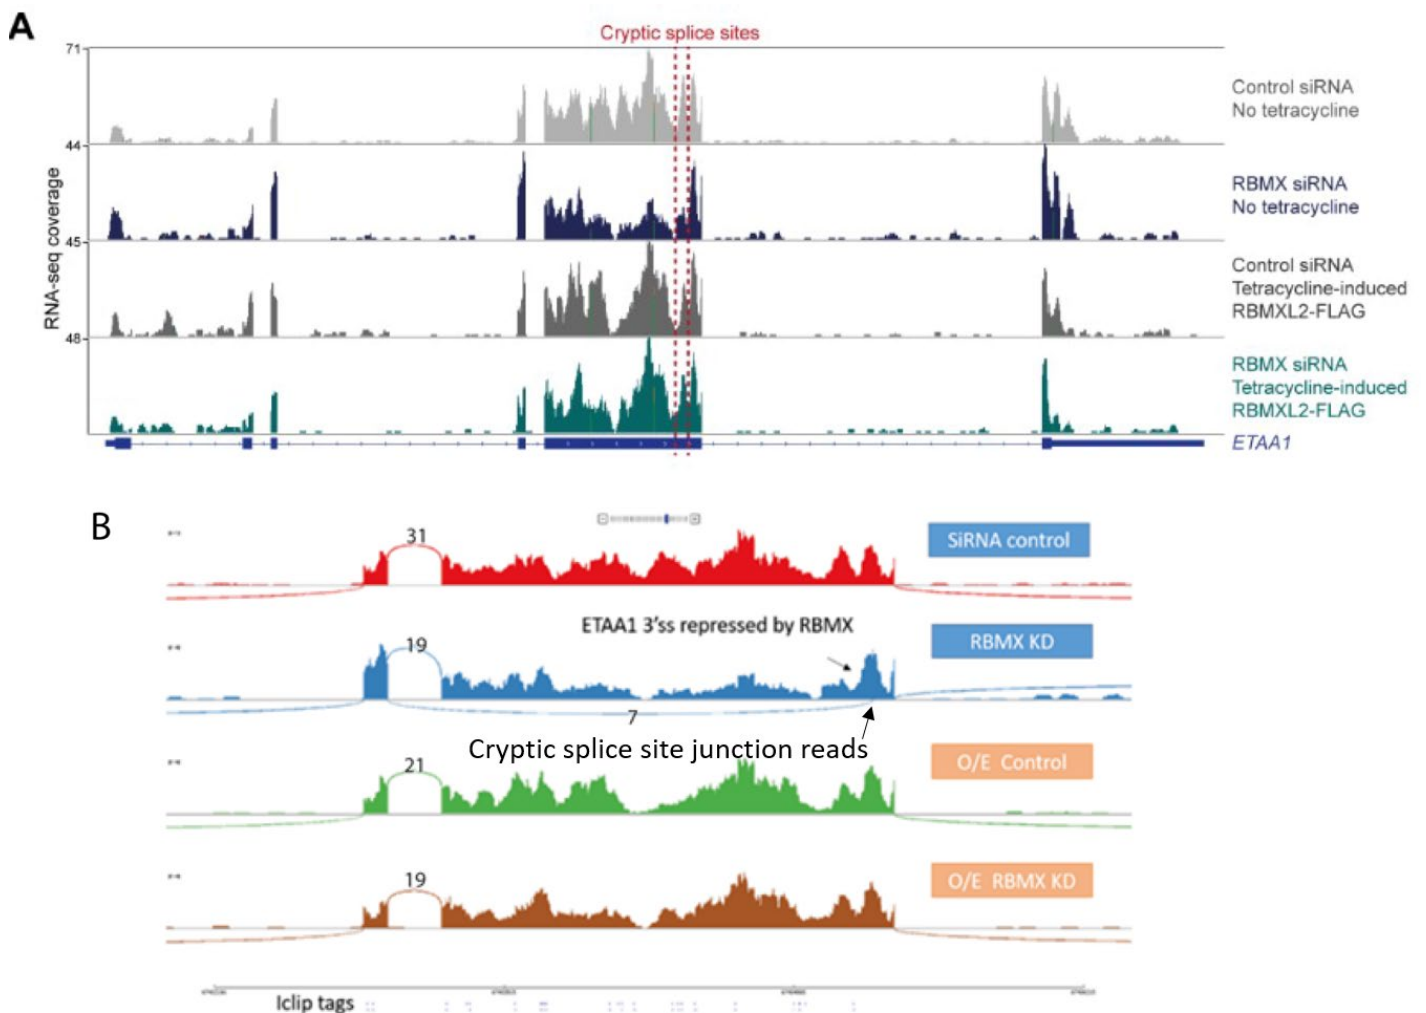 A
Cryptic splice sites
71
44
45
48
RNA-seq coverage
Control siRNA
No tetracycline
RBMX siRNA
No tetracycline
Control siRNA
Tetracycline-induced
RBMXL2-FLAG
RBMX siRNA
Tetracycline-induced
RBMXL2-FLAG
ETAA1
B
31
SiRNA control
ETAA1 3'ss repressed by RBMX
19
RBMX KD
7
Cryptic splice site junction reads
21
O/E Control
19
O/E RBMX KD
Iclip tags